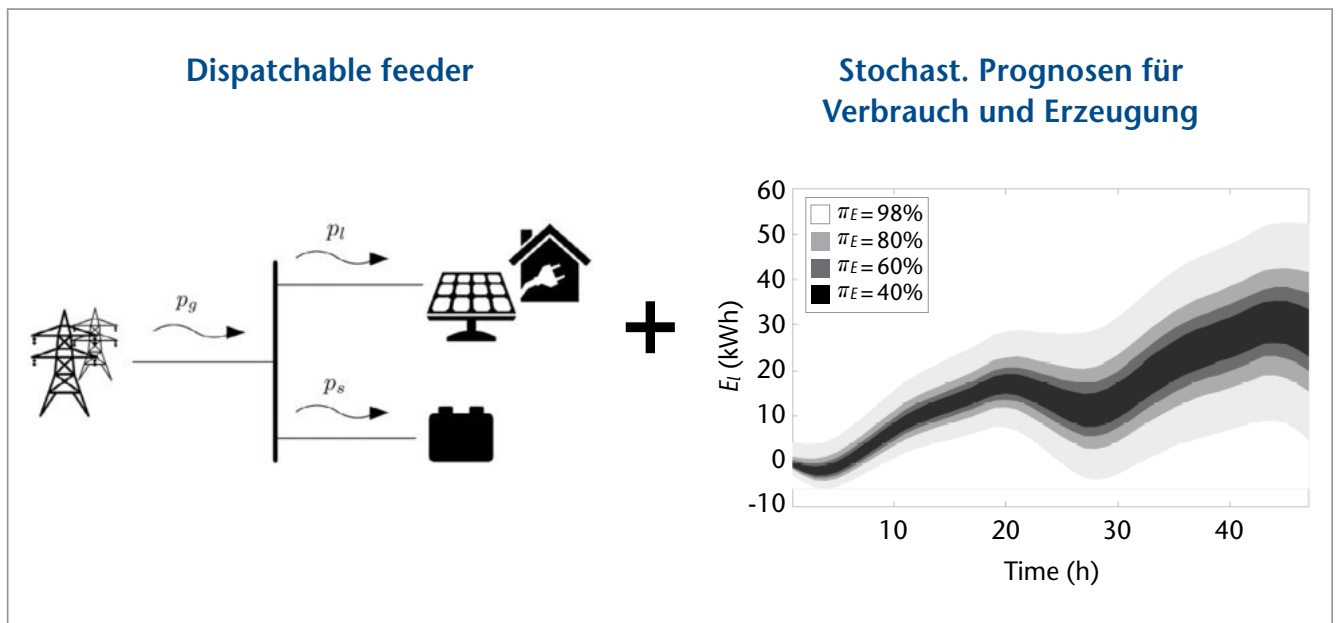 Dispatchable feeder
Stochast. Prognosen für
Verbrauch und Erzeugung
p_l
p_g
p_s
+
60
50
40
30
20
10
0
-10
E_l (kWh)
π_E = 98%
π_E = 80%
π_E = 60%
π_E = 40%
10 20 30 40
Time (h)